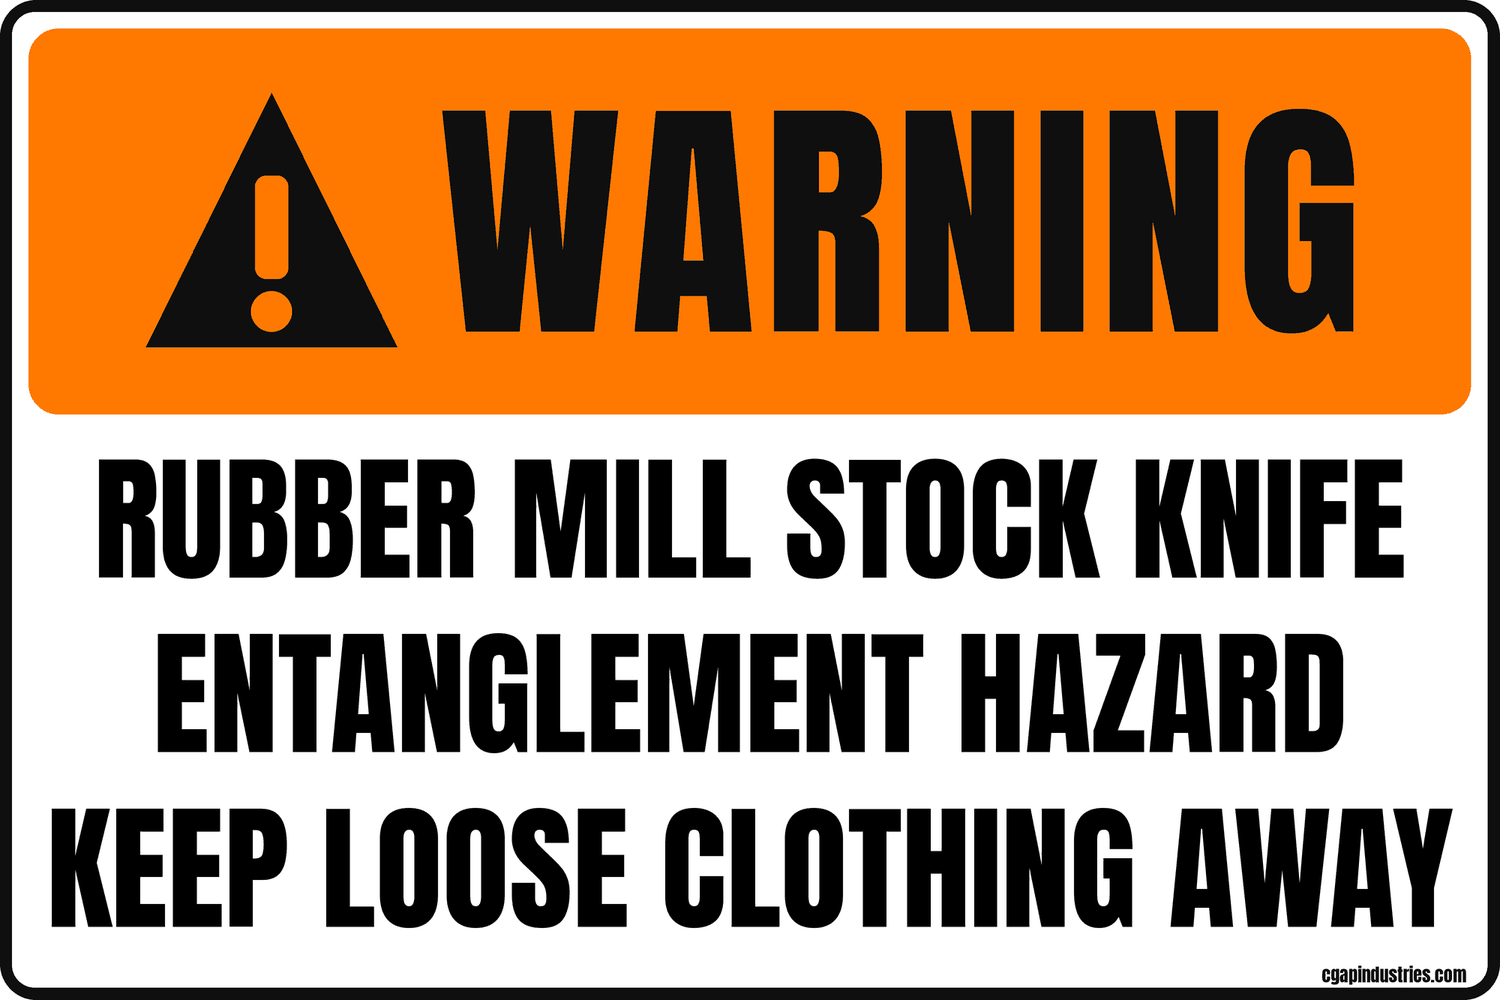 WARNING
RUBBER MILL STOCK KNIFE
ENTANGLEMENT HAZARD
KEEP LOOSE CLOTHING AWAY
cgapindustries.com